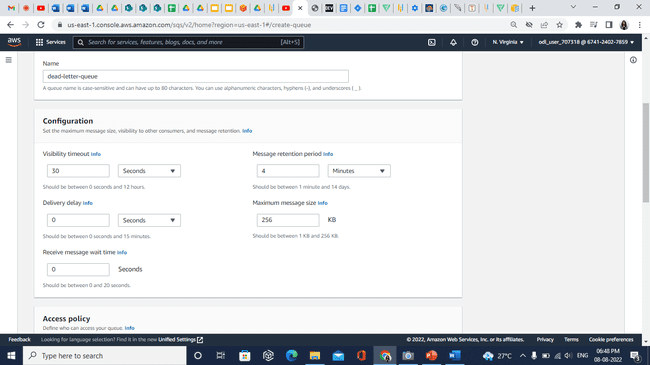 us-east-1.console.aws.amazon.com/sqs/v2/home?region=us-east-1#/create-queue
aws Services Search for services, features, blogs, docs, and more [Alt+S] N. Virginia odl_user_707318 @ 6741-2402-7859
Name
dead-letter-queue
A queue name is case-sensitive and can have up to 80 characters. You can use alphanumeric characters, hyphens (-), and underscores ( _ ).
Configuration
Set the maximum message size, visibility to other consumers, and message retention. Info
Visibility timeout Info Message retention period Info
30 Seconds 4 Minutes
Should be between 0 seconds and 12 hours. Should be between 1 minute and 14 days.
Delivery delay Info Maximum message size Info
0 Seconds 256 KB
Should be between 0 seconds and 15 minutes. Should be between 1 KB and 256 KB.
Receive message wait time Info
0 Seconds
Should be between 0 and 20 seconds.
Access policy
Define who can access your queue. Info
Feedback Looking for language selection? Find it in the new Unified Settings © 2022, Amazon Web Services, Inc. or its affiliates. Privacy Terms Cookie preferences
Type here to search 27°C ENG 06:48 PM
08-08-2022